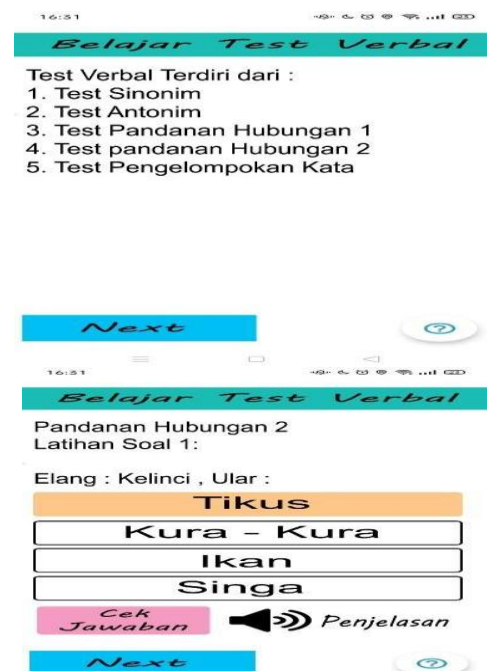 16:31
Belajar Test Verbal
Test Verbal Terdiri dari :
1. Test Sinonim
2. Test Antonim
3. Test Pandanan Hubungan 1
4. Test pandanan Hubungan 2
5. Test Pengelompokan Kata
Next
16:31
Belajar Test Verbal
Pandanan Hubungan 2
Latihan Soal 1:
Elang : Kelinci , Ular :
Tikus
Kura - Kura
Ikan
Singa
Cek
Jawaban
Penjelasan
Next